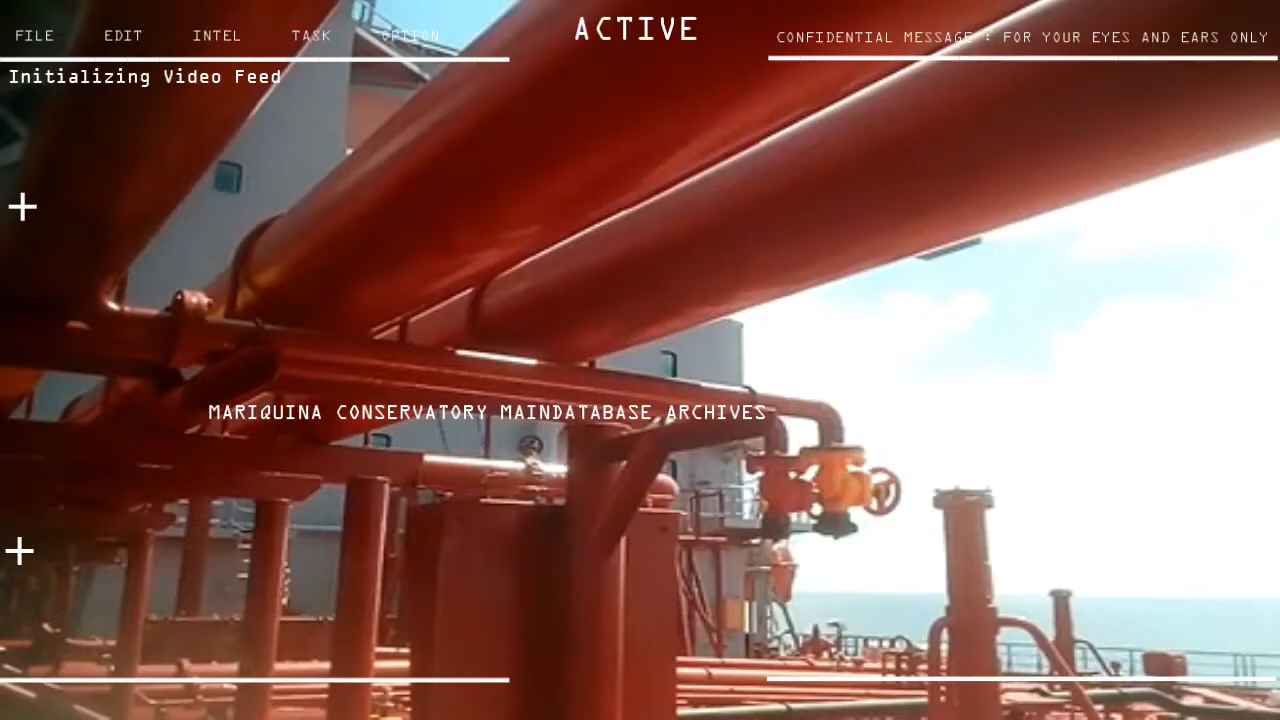 ACTIVE
FILE EDIT INTEL TASK OPTION
CONFIDENTIAL MESSAGE : FOR YOUR EYES AND EARS ONLY
Initializing Video Feed
MARIQUINA CONSERVATORY MAINDATABASE ARCHIVES